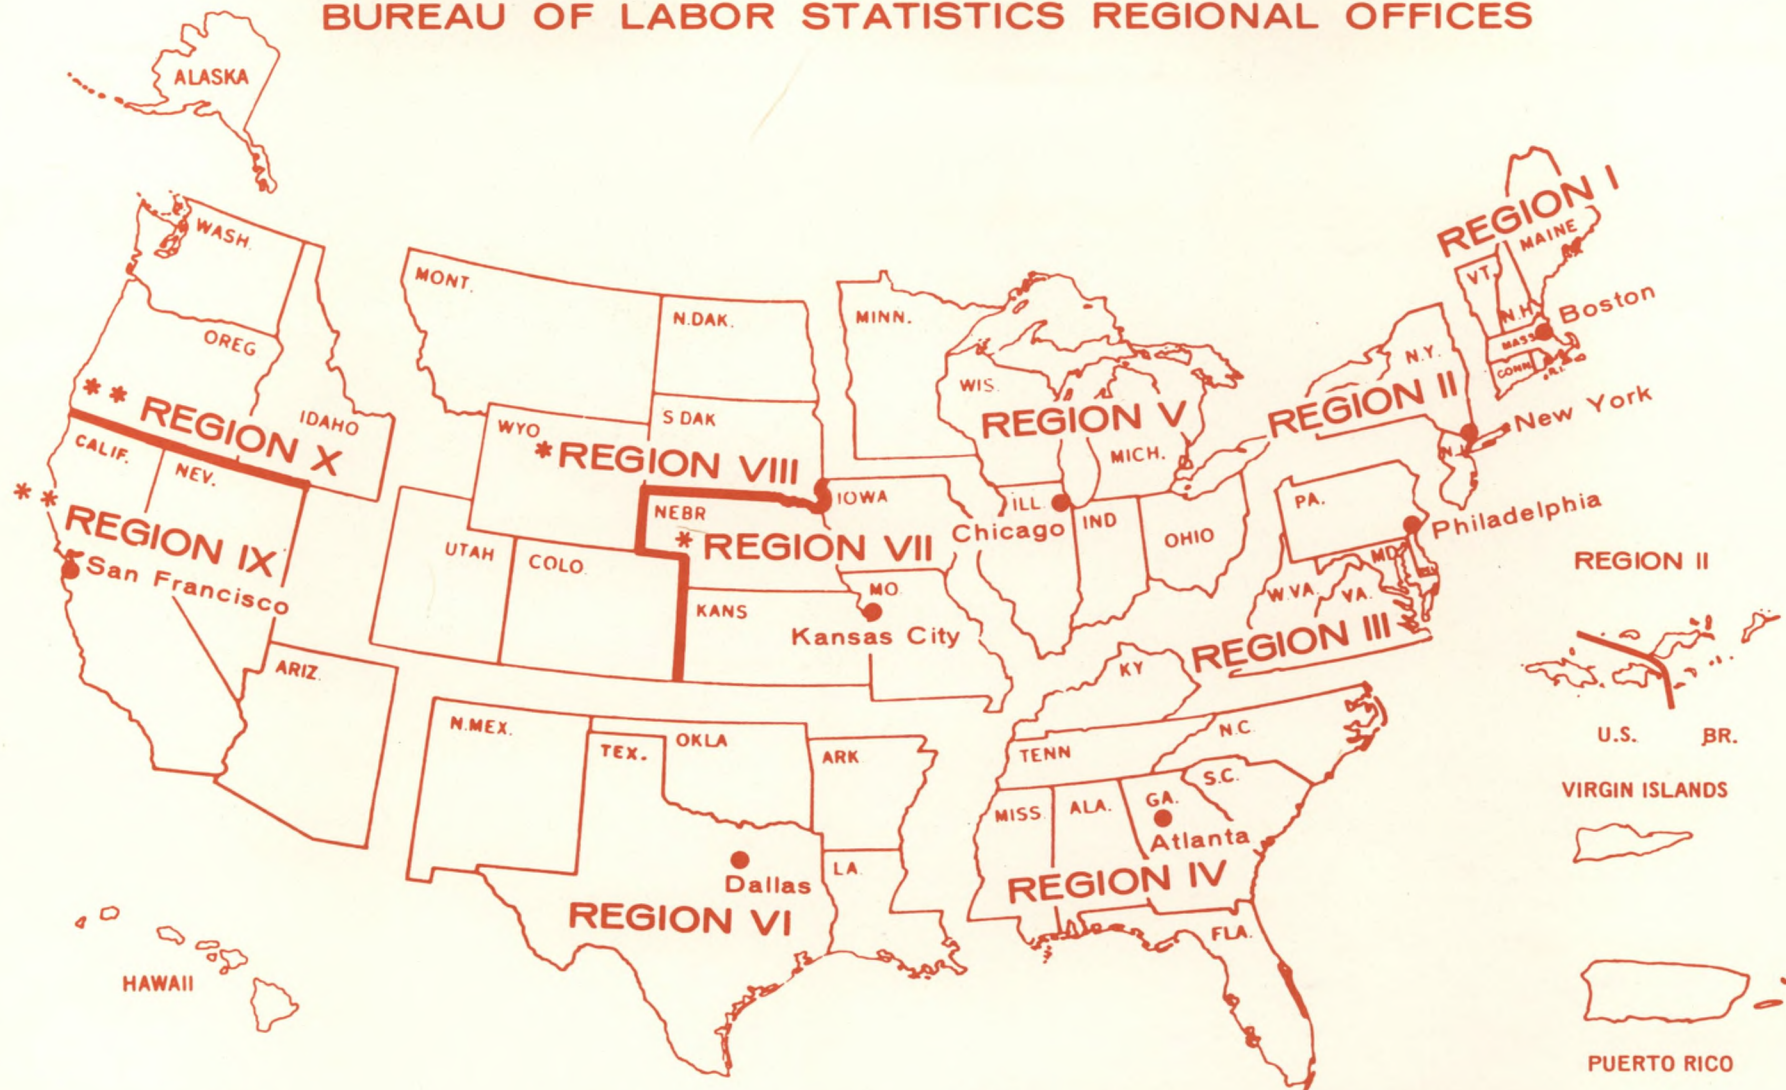 BUREAU OF LABOR STATISTICS REGIONAL OFFICES
ALASKA
WASH.
OREG
IDAHO
** REGION X
CALIF.
NEV.
** REGION IX
San Francisco
ARIZ.
MONT.
N.DAK.
S DAK
WYO
* REGION VIII
UTAH
COLO.
NEBR
* REGION VII
IOWA
KANS
MO.
Kansas City
MINN.
WIS.
REGION V
MICH.
ILL.
Chicago
IND
OHIO
REGION I
MAINE
VT.
N.H.
Boston
MASS
CONN
R.I.
N.Y.
REGION II
New York
N.J.
PA.
Philadelphia
MD.
W.VA.
VA.
REGION III
KY
TENN
N.C.
S.C.
MISS.
ALA.
GA.
Atlanta
REGION IV
FLA.
N.MEX.
TEX.
OKLA
ARK
LA.
Dallas
REGION VI
HAWAII
REGION II
U.S. BR.
VIRGIN ISLANDS
PUERTO RICO